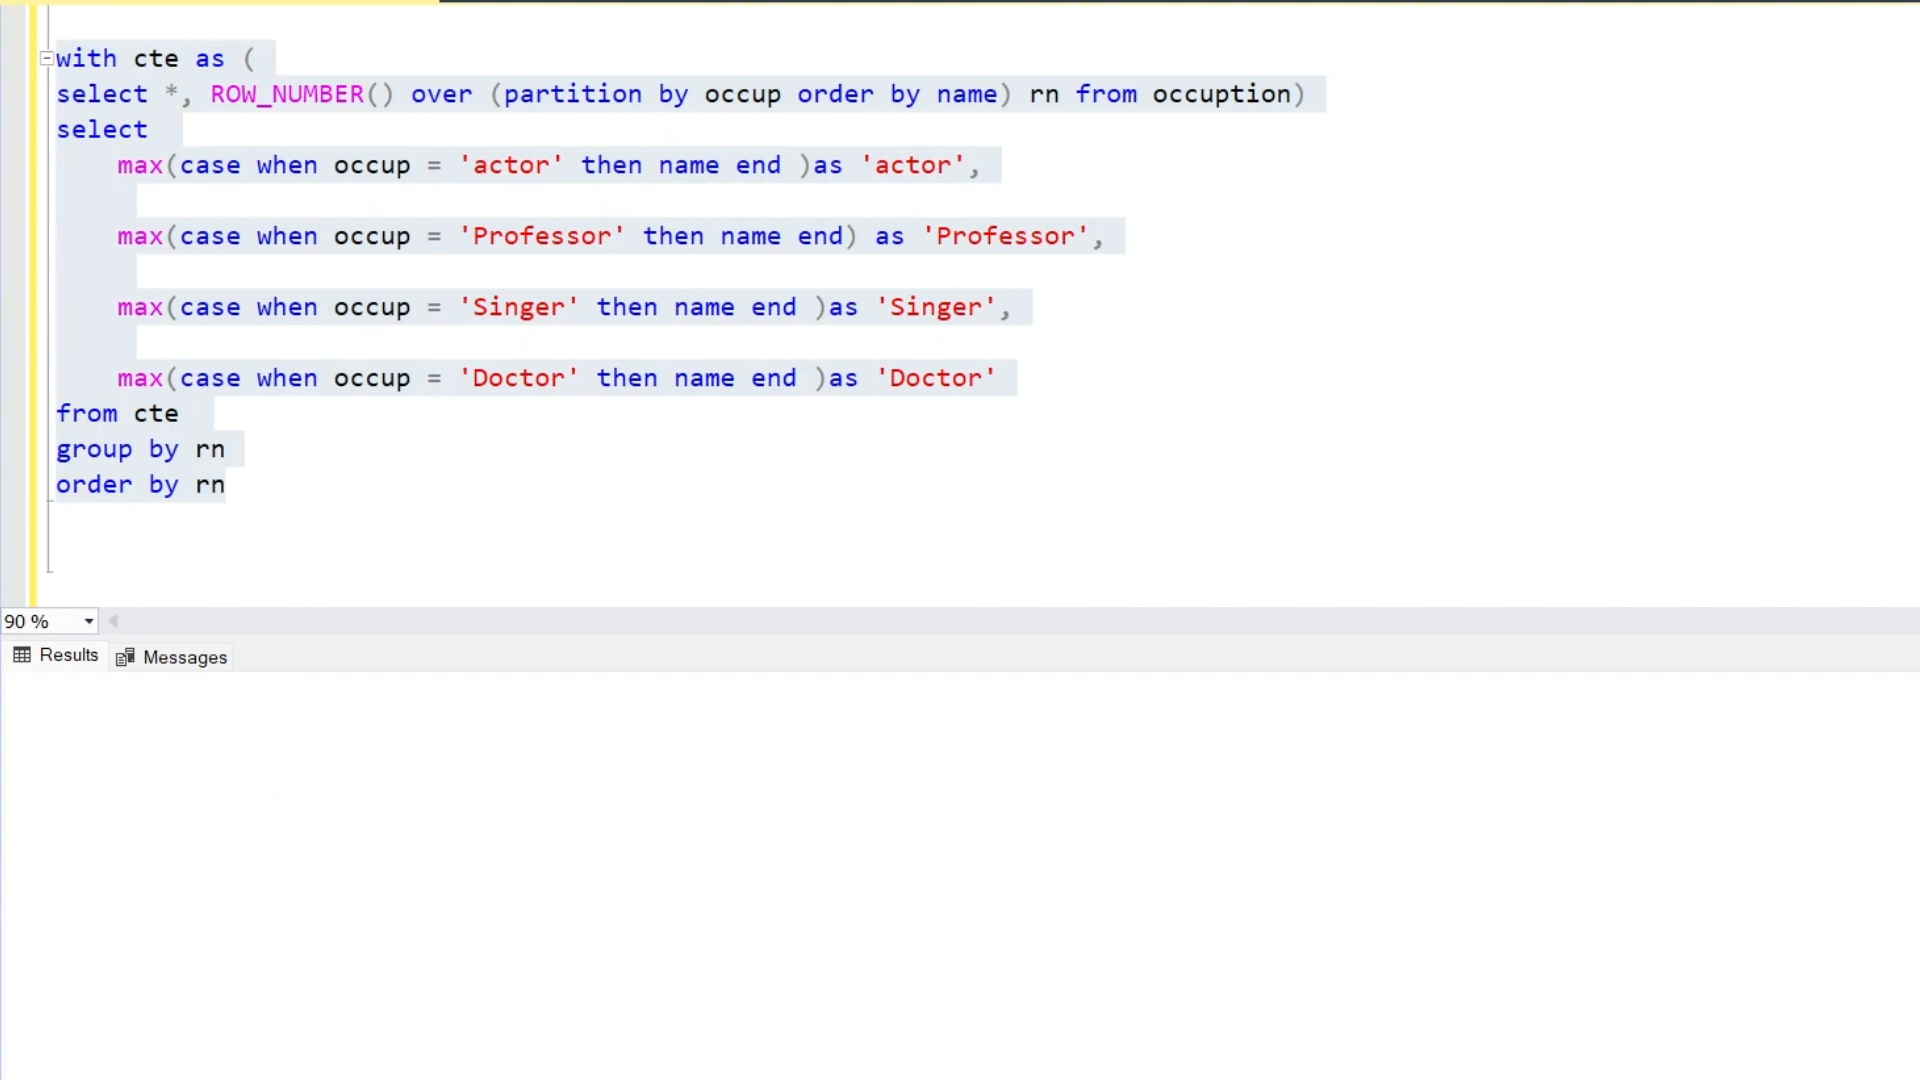 with cte as (
select *, ROW_NUMBER() over (partition by occup order by name) rn from occuption)
select
max(case when occup = 'actor' then name end )as 'actor',
max(case when occup = 'Professor' then name end) as 'Professor',
max(case when occup = 'Singer' then name end )as 'Singer',
max(case when occup = 'Doctor' then name end )as 'Doctor'
from cte
group by rn
order by rn
90 %
Results Messages